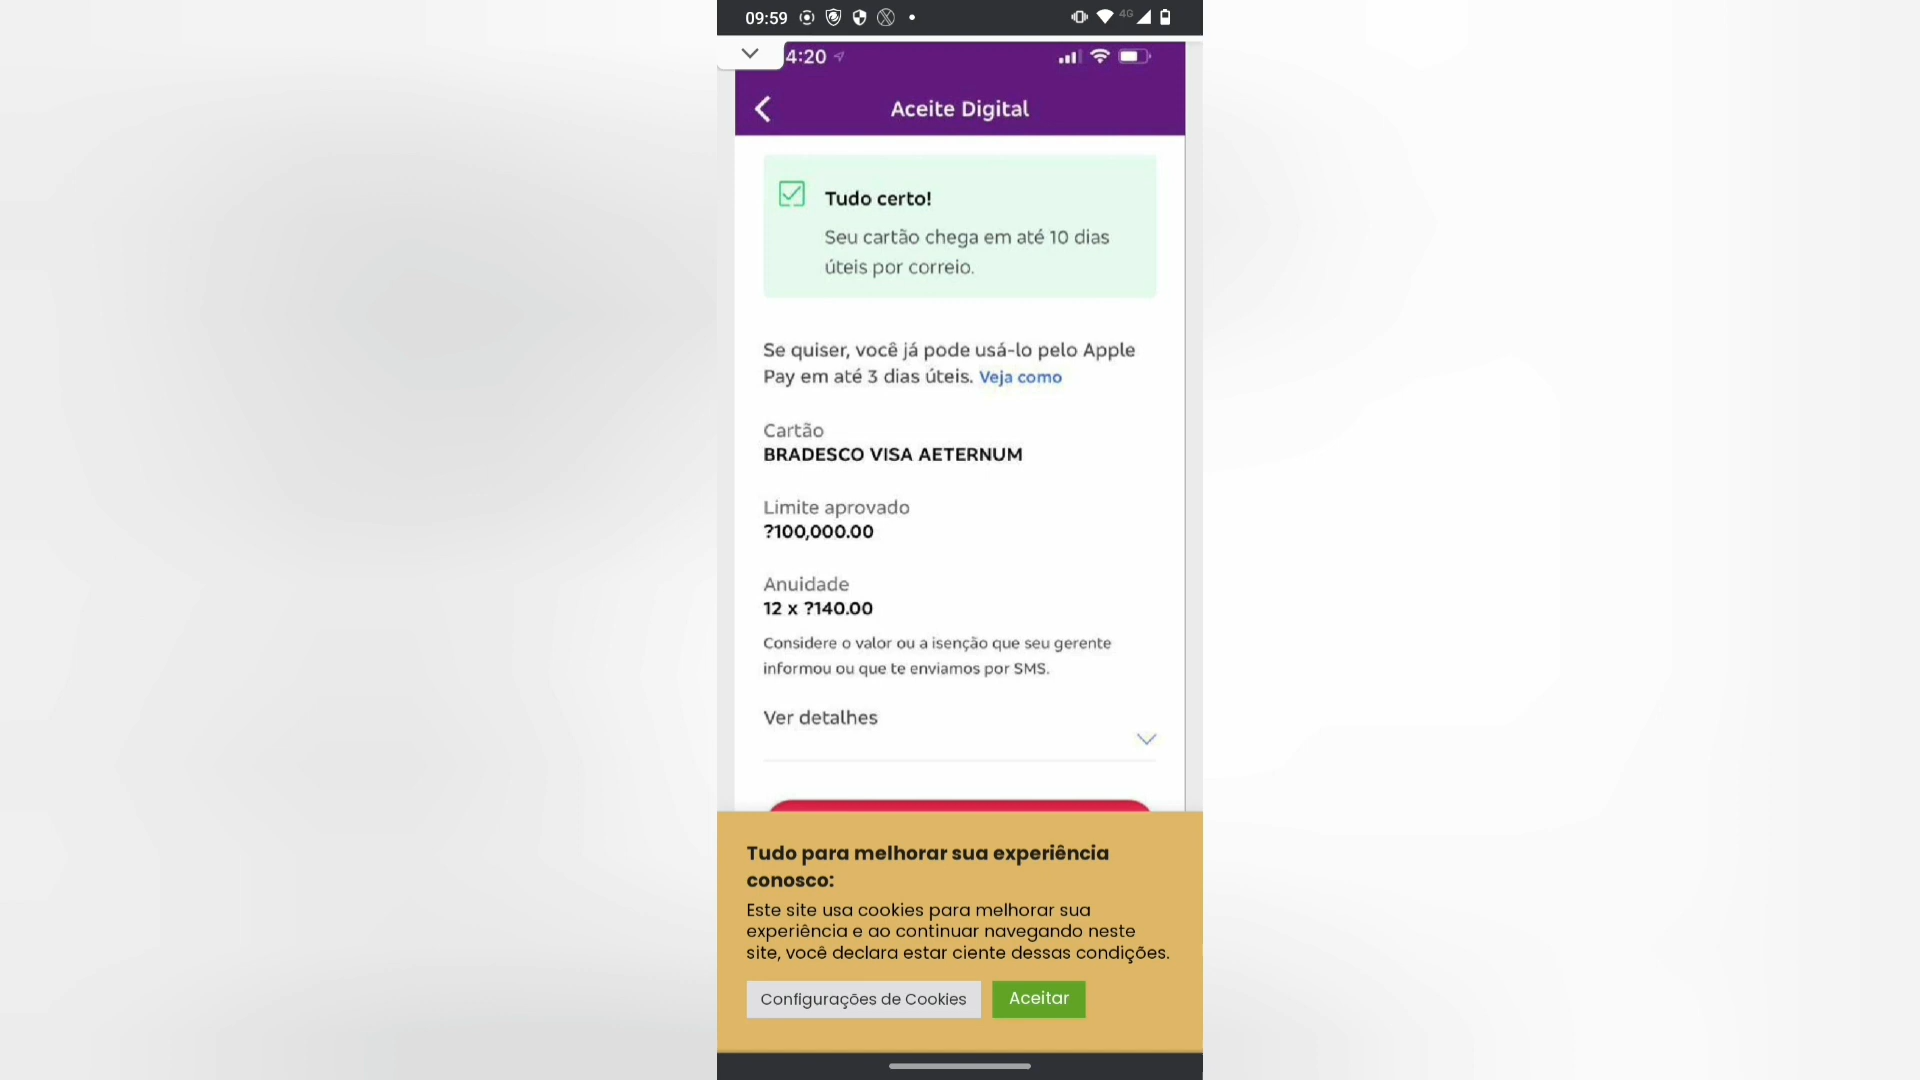 09:59
4G
4:20
Aceite Digital
Tudo certo!
Seu cartão chega em até 10 dias
úteis por correio.
Se quiser, você já pode usá-lo pelo Apple
Pay em até 3 dias úteis. Veja como
Cartão
BRADESCO VISA AETERNUM
Limite aprovado
?100,000.00
Anuidade
12 x ?140.00
Considere o valor ou a isenção que seu gerente
informou ou que te enviamos por SMS.
Ver detalhes
Tudo para melhorar sua experiência
conosco:
Este site usa cookies para melhorar sua
experiência e ao continuar navegando neste
site, você declara estar ciente dessas condições.
Configurações de Cookies
Aceitar